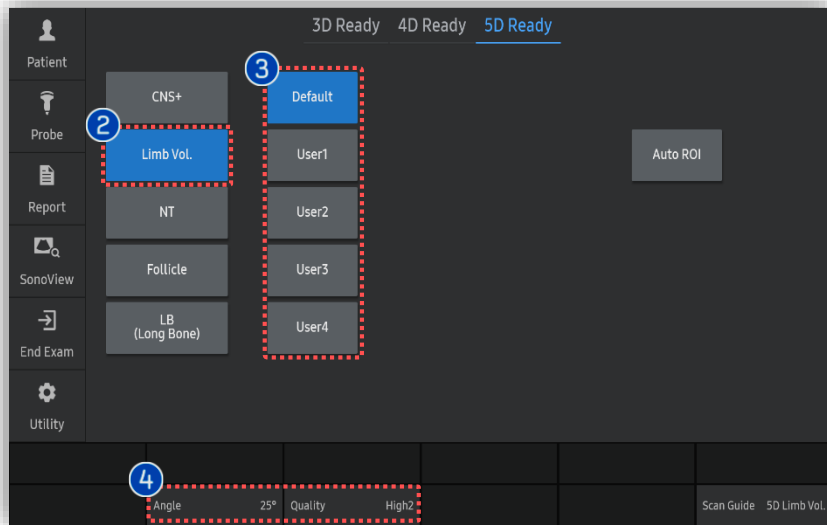 3D Ready 4D Ready 5D Ready
Patient
Probe
Report
SonoView
End Exam
Utility
2
CNS+
Limb Vol.
NT
Follicle
LB
(Long Bone)
3
Default
User1
User2
User3
User4
Auto ROI
4
Angle 25° Quality High2
Scan Guide 5D Limb Vol.